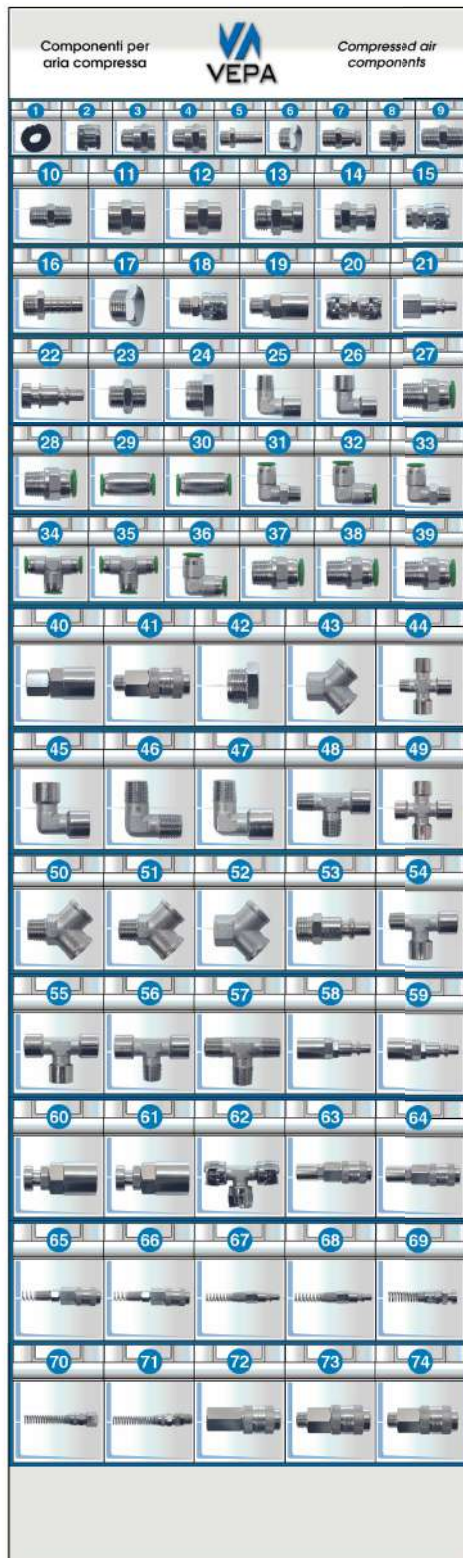 Componenti per
aria compressa
VEPA
Compressed air
components
1 2 3 4 5 6 7 8 9
10 11 12 13 14 15
16 17 18 19 20 21
22 23 24 25 26 27
28 29 30 31 32 33
34 35 36 37 38 39
40 41 42 43 44
45 46 47 48 49
50 51 52 53 54
55 56 57 58 59
60 61 62 63 64
65 66 67 68 69
70 71 72 73 74